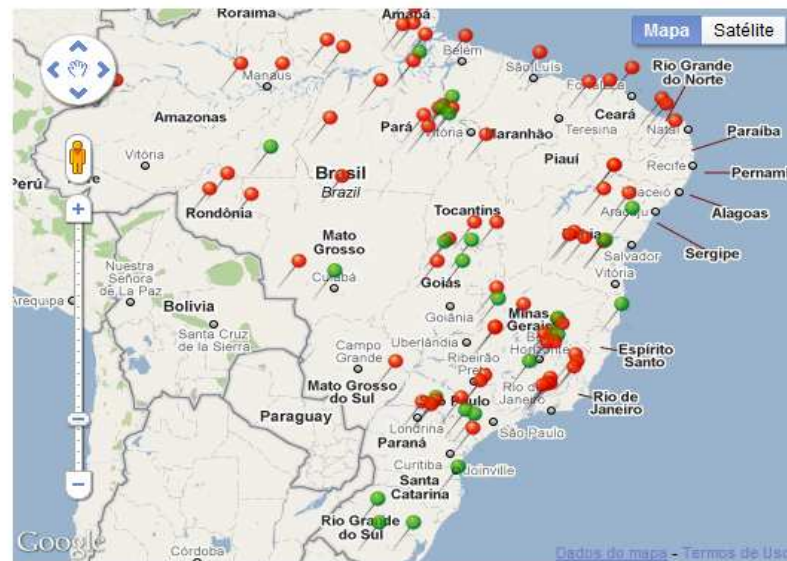 Roraima
Amapá
Mapa
Satélite
Belém
São Luís
Manaus
Rio Grande
do Norte
Amazonas
Ceará
Pará
Vitória
Maranhão
Teresina
Natal
Paraíba
Vitória
Piauí
Recife
Pernamb
Perú
Brasil
Brazil
Rondônia
Tocantins
Aracaju
Alagoas
Mato
Grosso
Salvador
Sergipe
Nuestra
Señora
de La Paz
Cuiabá
Goiás
Vitória
Arequipa
Bolivia
Goiânia
Minas
Gerais
Santa Cruz
de la Sierra
Uberlândia
Campo
Grande
Horizonte
Espírito
Santo
Ribeirão
Preto
Mato Grosso
do Sul
Rio de
Janeiro
Rio de
Janeiro
Paraguay
Paulo
Londrina
São Paulo
Paraná
Curitiba
Joinville
Santa
Catarina
Rio Grande
do Sul
Google
Córdoba
Dados do mapa - Termos de Uso